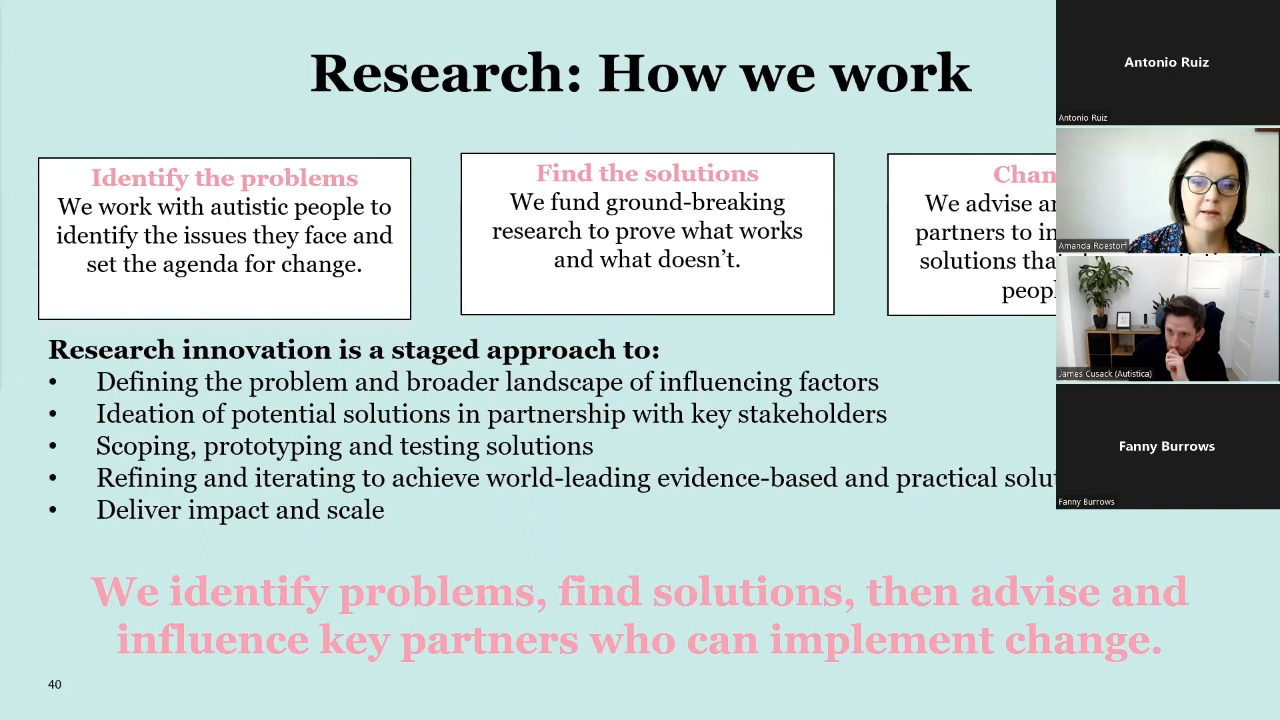 Research: How we work
Identify the problems
We work with autistic people to
identify the issues they face and
set the agenda for change.
Find the solutions
We fund ground-breaking
research to prove what works
and what doesn’t.
We advise
partners to
solutions
Research innovation is a staged approach to:
• Defining the problem and broader landscape of influencing factors
• Ideation of potential solutions in partnership with key stakeholders
• Scoping, prototyping and testing solutions
• Refining and iterating to achieve world-leading evidence-based and practical
• Deliver impact and scale
We identify problems, find solutions, then advise and
influence key partners who can implement change.
40
Antonio Ruiz
Antonio Ruiz
Amanda Roestorf
James Cusack (Autistica)
Fanny Burrows
Fanny Burrows